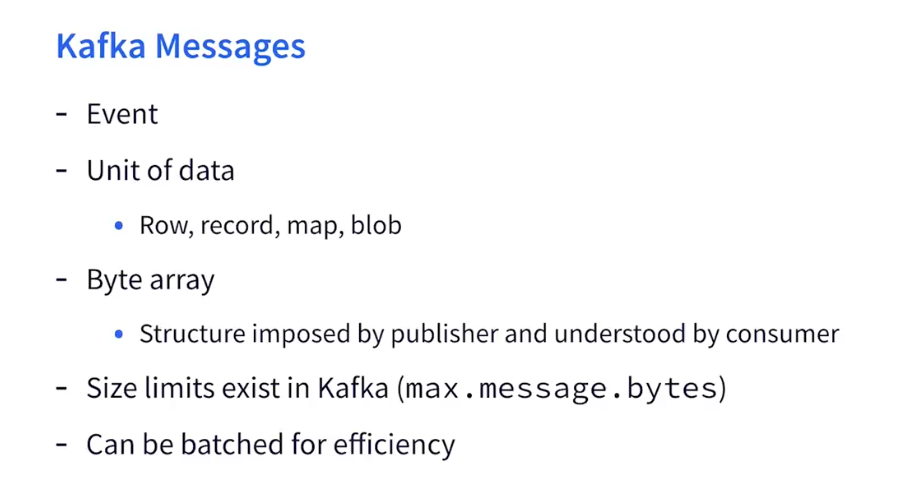 Kafka Messages
- Event
- Unit of data
• Row, record, map, blob
- Byte array
• Structure imposed by publisher and understood by consumer
- Size limits exist in Kafka (max.message.bytes)
- Can be batched for efficiency